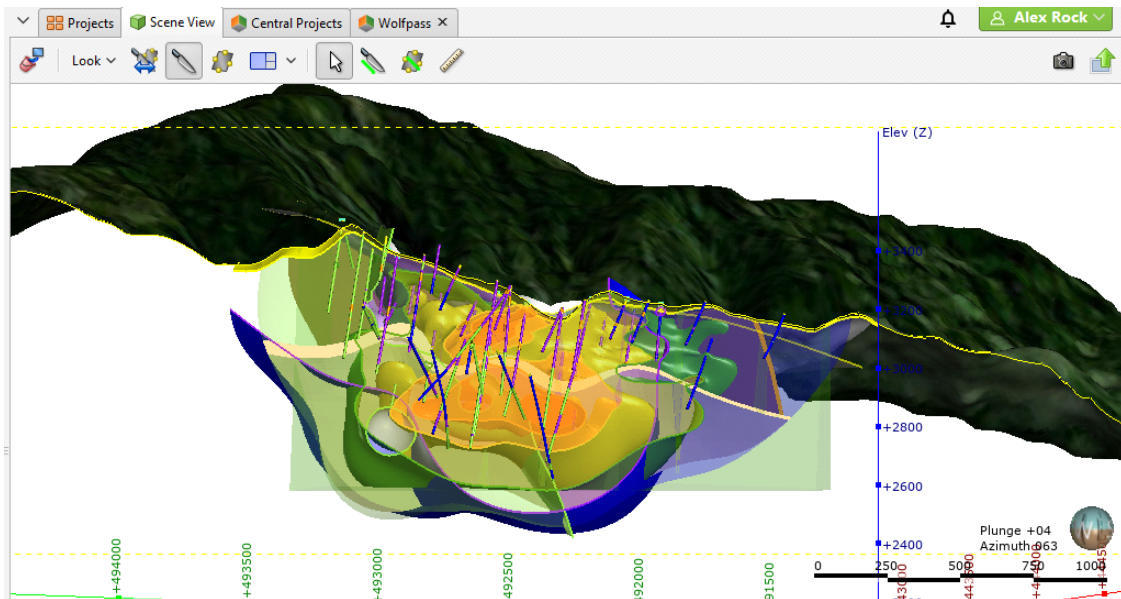 Projects
Scene View
Central Projects
Wolfpass
Alex Rock
Look
Elev (Z)
+3400
+3200
+3000
+2800
+2600
+2400
Plunge +04
Azimuth 063
0 250 500 750 1000
+494000
+493500
+493000
+492500
+492000
+491500